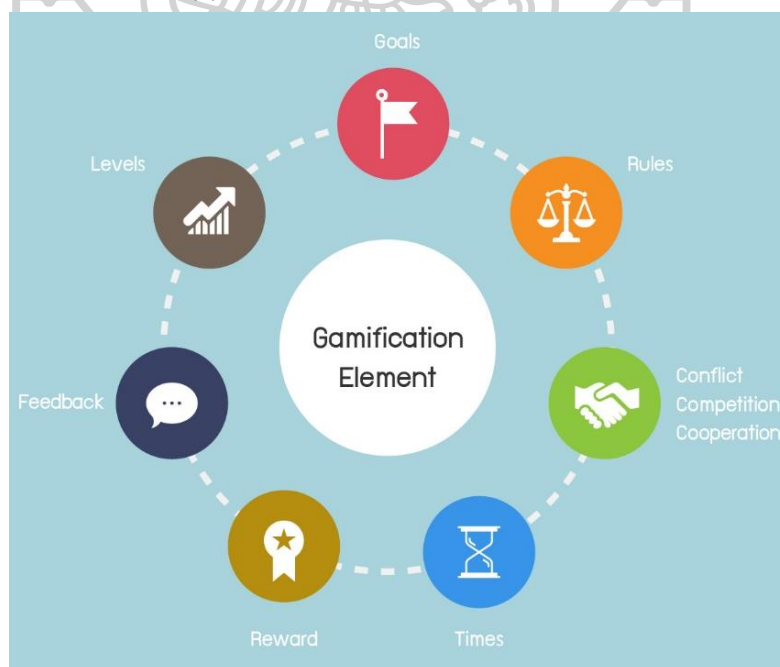 Goals
Levels
Rules
Gamification
Element
Feedback
Conflict
Competition
Cooperation
Reward
Times